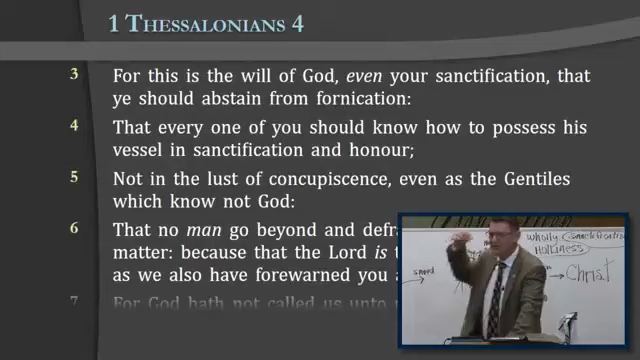 1 THESSALONIANS 4
3 For this is the will of God, even your sanctification, that
ye should abstain from fornication:
4 That every one of you should know how to possess his
vessel in sanctification and honour;
5 Not in the lust of concupiscence, even as the Gentiles
which know not God:
6 That no man go beyond and defr
matter: because that the Lord is t
as we also have forewarned you a
7 For God hath not called us unto
wholly sanctification
Holiness
saved
Christ